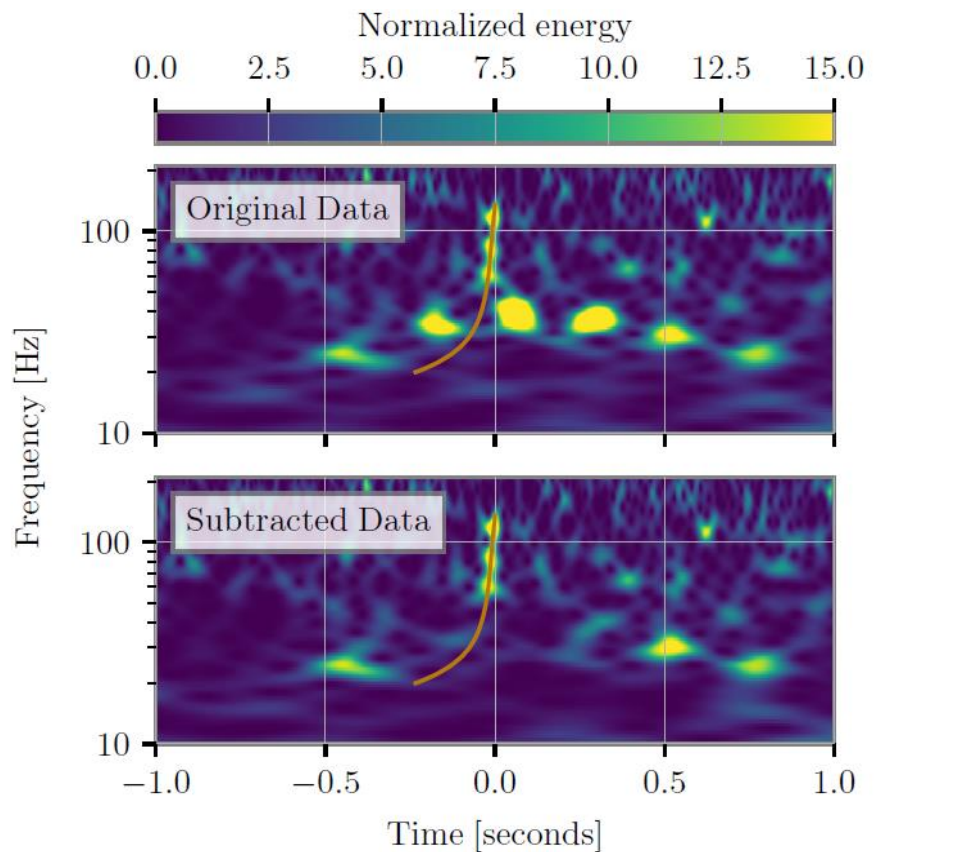 Normalized energy
0.0 2.5 5.0 7.5 10.0 12.5 15.0
Original Data
100
10
Frequency [Hz]
Subtracted Data
100
10
−1.0 −0.5 0.0 0.5 1.0
Time [seconds]